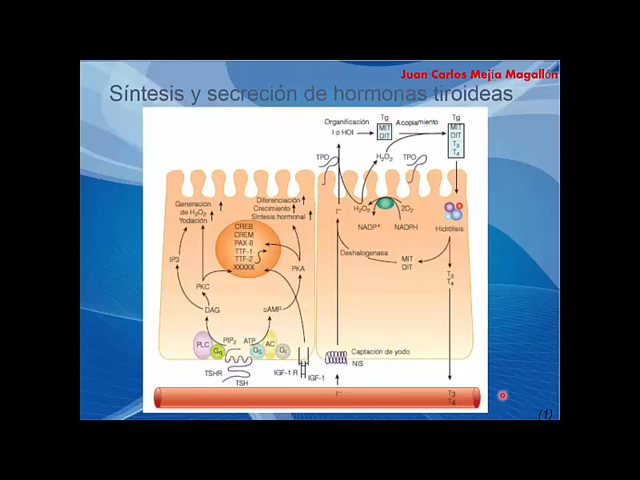 Juan Carlos Mejía Magallón
Síntesis y secreción de hormonas tiroideas
Organificación
I o HOI
Tg
MIT
DIT
Acoplamiento
Tg
MIT
DIT
T3
T4
TPO
H2O2
TPO
Generación
de H2O2
Yodación
Diferenciación
Crecimiento
Síntesis hormonal
CREB
CREM
PAX-8
TTF-1
TTF-2
XXXXX
IP3
PKC
PKA
DAG
cAMP
PLC
Gq
PIP2
ATP
Gs
AC
Gi
TSHR
TSH
IGF-1 R
IGF-1
I-
H2O2
2O2
NADP+
NADPH
Hidrólisis
Deshalogenasa
MIT
DIT
T3
T4
Captación de yodo
NIS
I-
T3
T4
(1)